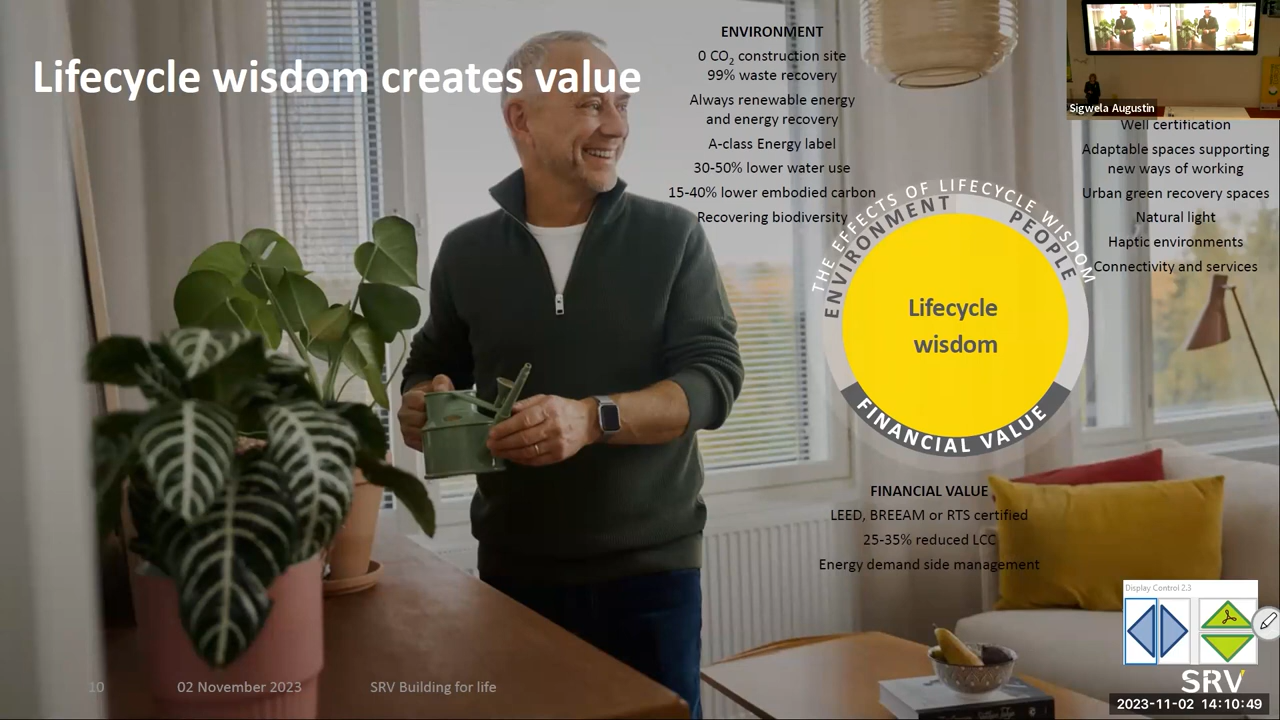 Lifecycle wisdom creates value
ENVIRONMENT
0 CO₂ construction site
99% waste recovery
Always renewable energy
and energy recovery
A-class Energy label
30-50% lower water use
15-40% lower embodied carbon
Recovering biodiversity
Sigwela Augustin
Well certification
Adaptable spaces supporting
new ways of working
Urban green recovery spaces
Natural light
Haptic environments
Connectivity and services
THE EFFECTS OF LIFECYCLE WISDOM
ENVIRONMENT
PEOPLE
Lifecycle
wisdom
FINANCIAL VALUE
FINANCIAL VALUE
LEED, BREEAM or RTS certified
25-35% reduced LCC
Energy demand side management
Display Control 2.3
10
02 November 2023
SRV Building for life
SRV
2023-11-02 14:10:49